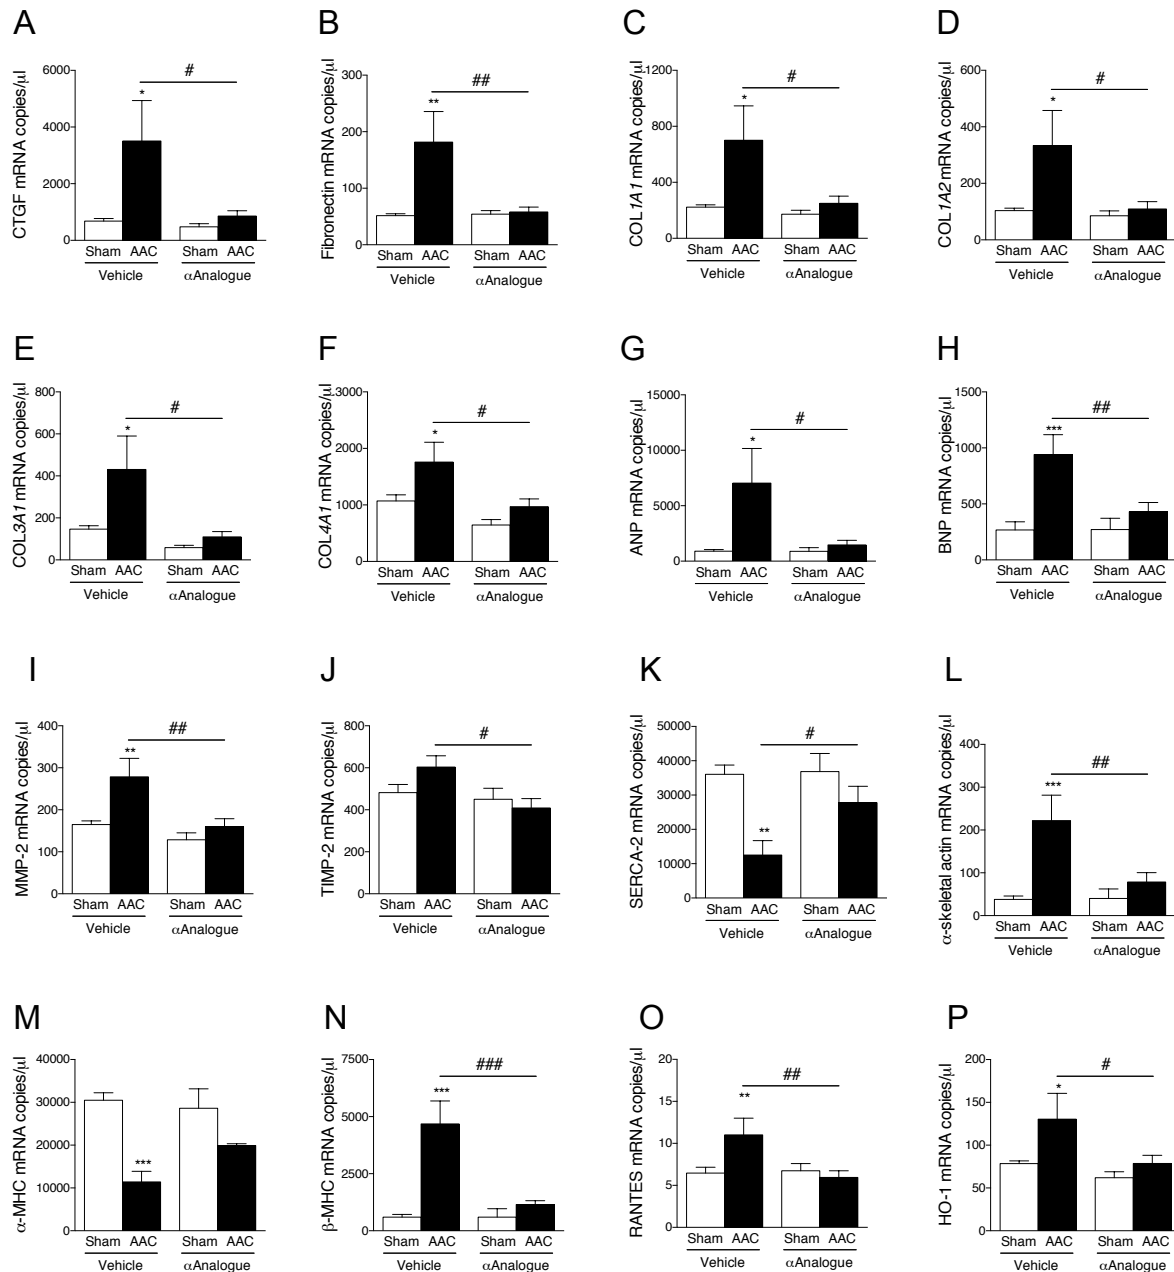 A
CTGF mRNA copies/µl
6000
4000
2000
0
#
*
Sham AAC Sham AAC
Vehicle αAnalogue
B
Fibronectin mRNA copies/µl
300
200
100
0
##
**
Sham AAC Sham AAC
Vehicle αAnalogue
C
COL1A1 mRNA copies/µl
1200
800
400
0
#
*
Sham AAC Sham AAC
Vehicle αAnalogue
D
COL1A2 mRNA copies/µl
600
400
200
0
#
*
Sham AAC Sham AAC
Vehicle αAnalogue
E
COL3A1 mRNA copies/µl
800
600
400
200
0
#
*
Sham AAC Sham AAC
Vehicle αAnalogue
F
COL4A1 mRNA copies/µl
3000
2000
1000
0
#
*
Sham AAC Sham AAC
Vehicle αAnalogue
G
ANP mRNA copies/µl
15000
10000
5000
0
#
*
Sham AAC Sham AAC
Vehicle αAnalogue
H
BNP mRNA copies/µl
1500
1000
500
0
##
***
Sham AAC Sham AAC
Vehicle αAnalogue
I
MMP-2 mRNA copies/µl
400
300
200
100
0
##
**
Sham AAC Sham AAC
Vehicle αAnalogue
J
TIMP-2 mRNA copies/µl
800
600
400
200
0
#
Sham AAC Sham AAC
Vehicle αAnalogue
K
SERCA-2 mRNA copies/µl
50000
40000
30000
20000
10000
0
#
**
Sham AAC Sham AAC
Vehicle αAnalogue
L
α-skeletal actin mRNA copies/µl
400
300
200
100
0
##
***
Sham AAC Sham AAC
Vehicle αAnalogue
M
α-MHC mRNA copies/µl
40000
30000
20000
10000
0
***
Sham AAC Sham AAC
Vehicle αAnalogue
N
β-MHC mRNA copies/µl
7500
5000
2500
0
###
***
Sham AAC Sham AAC
Vehicle αAnalogue
O
RANTES mRNA copies/µl
20
15
10
5
0
##
**
Sham AAC Sham AAC
Vehicle αAnalogue
P
HO-1 mRNA copies/µl
200
150
100
50
0
#
*
Sham AAC Sham AAC
Vehicle αAnalogue